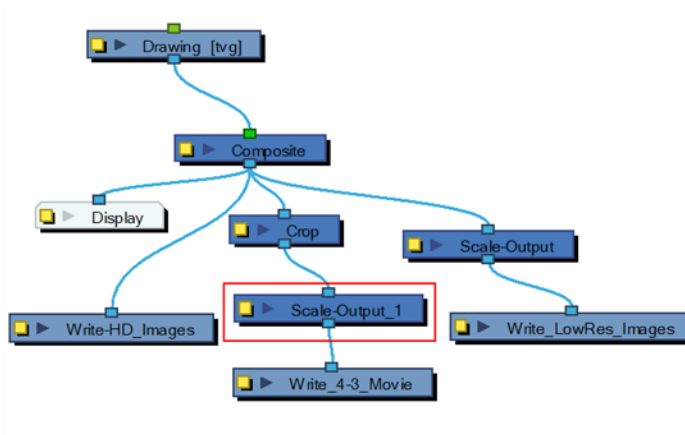 Drawing [tvg]
Composite
Display
Crop
Scale-Output
Write-HD_Images
Scale-Output_1
Write_LowRes_Images
Write_4-3_Movie